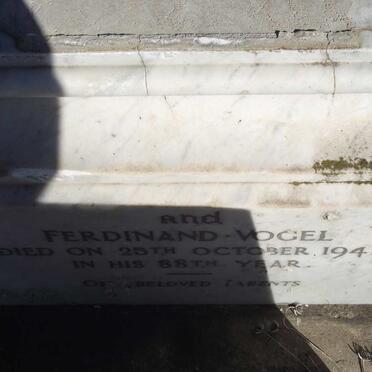 and
FERDINAND VOGEL
DIED ON 25TH OCTOBER 194
IN HIS 88TH YEAR
BELOVED PARENTS